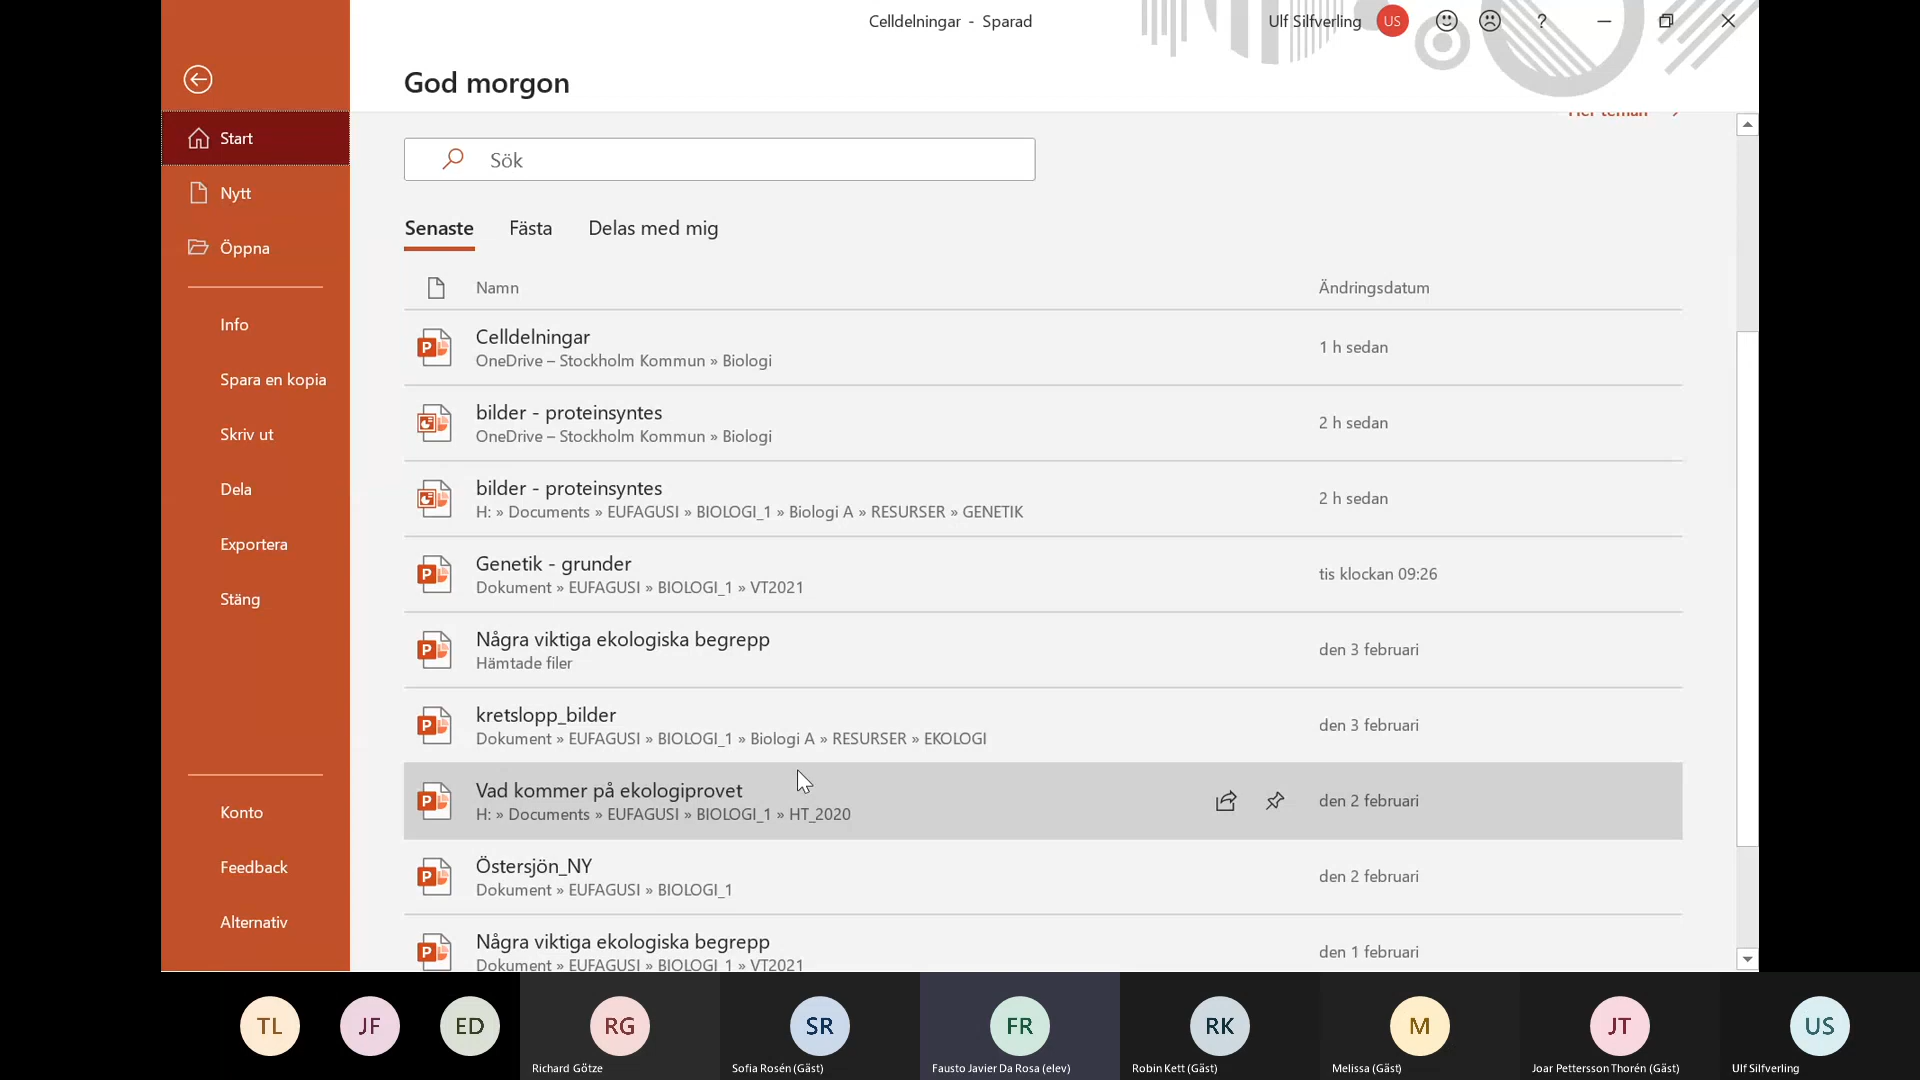 Celldelningar - Sparad
Ulf Silfverling
US
?
God morgon
Start
Nytt
Öppna
Info
Spara en kopia
Skriv ut
Dela
Exportera
Stäng
Konto
Feedback
Alternativ
Fler teman
Sök
Senaste
Fästa
Delas med mig
Namn
Ändringsdatum
Celldelningar
OneDrive – Stockholm Kommun » Biologi
1 h sedan
bilder - proteinsyntes
OneDrive – Stockholm Kommun » Biologi
2 h sedan
bilder - proteinsyntes
H: » Documents » EUFAGUSI » BIOLOGI_1 » Biologi A » RESURSER » GENETIK
2 h sedan
Genetik - grunder
Dokument » EUFAGUSI » BIOLOGI_1 » VT2021
tis klockan 09:26
Några viktiga ekologiska begrepp
Hämtade filer
den 3 februari
kretslopp_bilder
Dokument » EUFAGUSI » BIOLOGI_1 » Biologi A » RESURSER » EKOLOGI
den 3 februari
Vad kommer på ekologiprovet
H: » Documents » EUFAGUSI » BIOLOGI_1 » HT_2020
den 2 februari
Östersjön_NY
Dokument » EUFAGUSI » BIOLOGI_1
den 2 februari
Några viktiga ekologiska begrepp
Dokument » EUFAGUSI » BIOLOGI_1 » VT2021
den 1 februari
TL
JF
ED
RG
Richard Götze
SR
Sofia Rosén (Gäst)
FR
Fausto Javier Da Rosa (elev)
RK
Robin Kett (Gäst)
M
Melissa (Gäst)
JT
Joar Pettersson Thorén (Gäst)
US
Ulf Silfverling